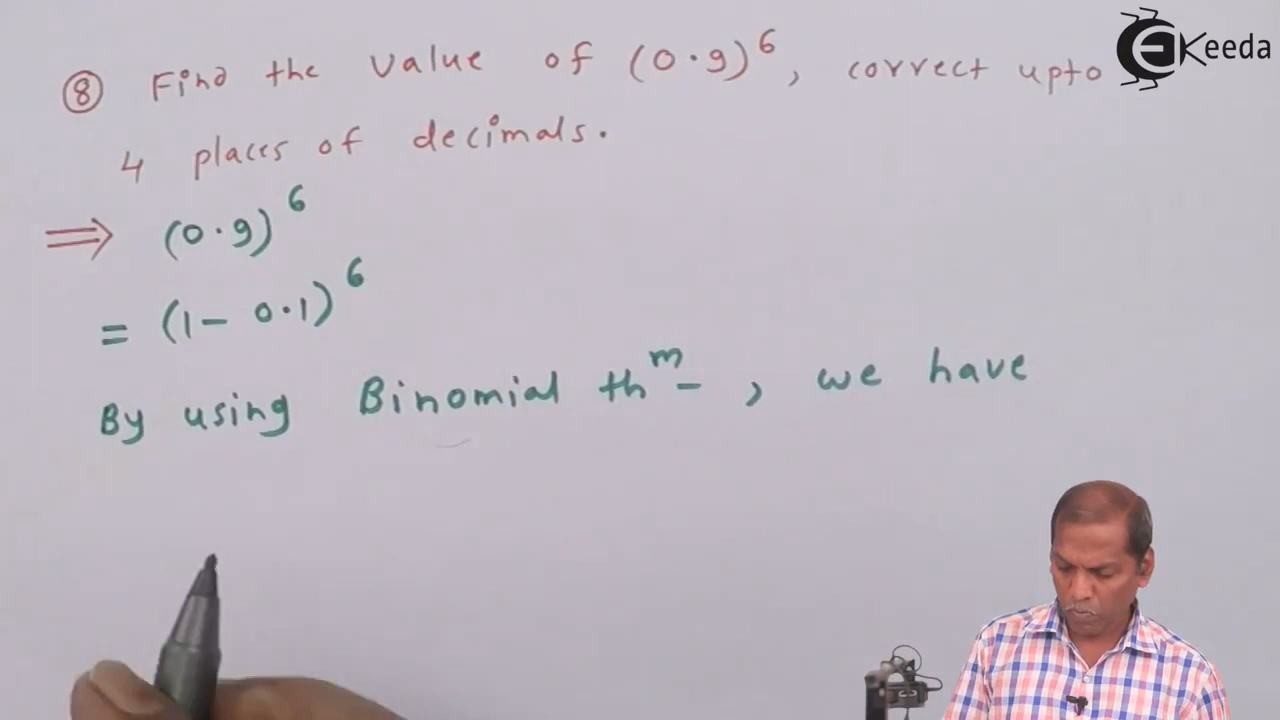 ⑧ Find the value of (0.9)⁶, correct upto
4 places of decimals.
⟹ (0.9)⁶
= (1 - 0.1)⁶
By using Binomial thᵐ-, we have
EKeeda